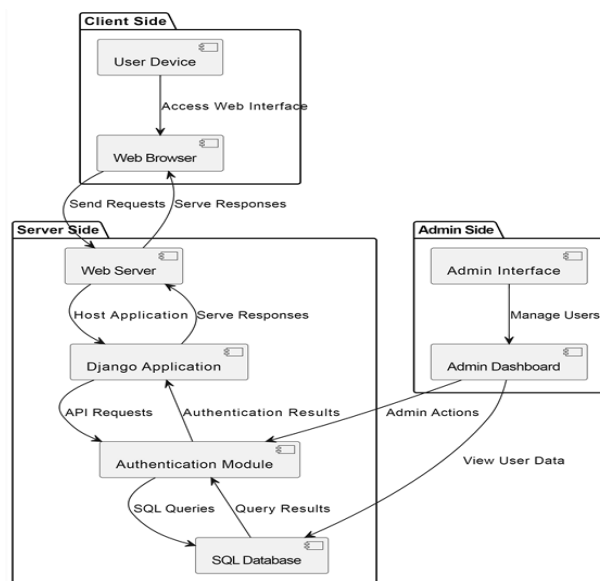 Client Side
User Device
Access Web Interface
Web Browser
Send Requests
Serve Responses
Server Side
Web Server
Host Application
Serve Responses
Django Application
API Requests
Authentication Results
Authentication Module
SQL Queries
Query Results
SQL Database
Admin Side
Admin Interface
Manage Users
Admin Dashboard
Admin Actions
View User Data